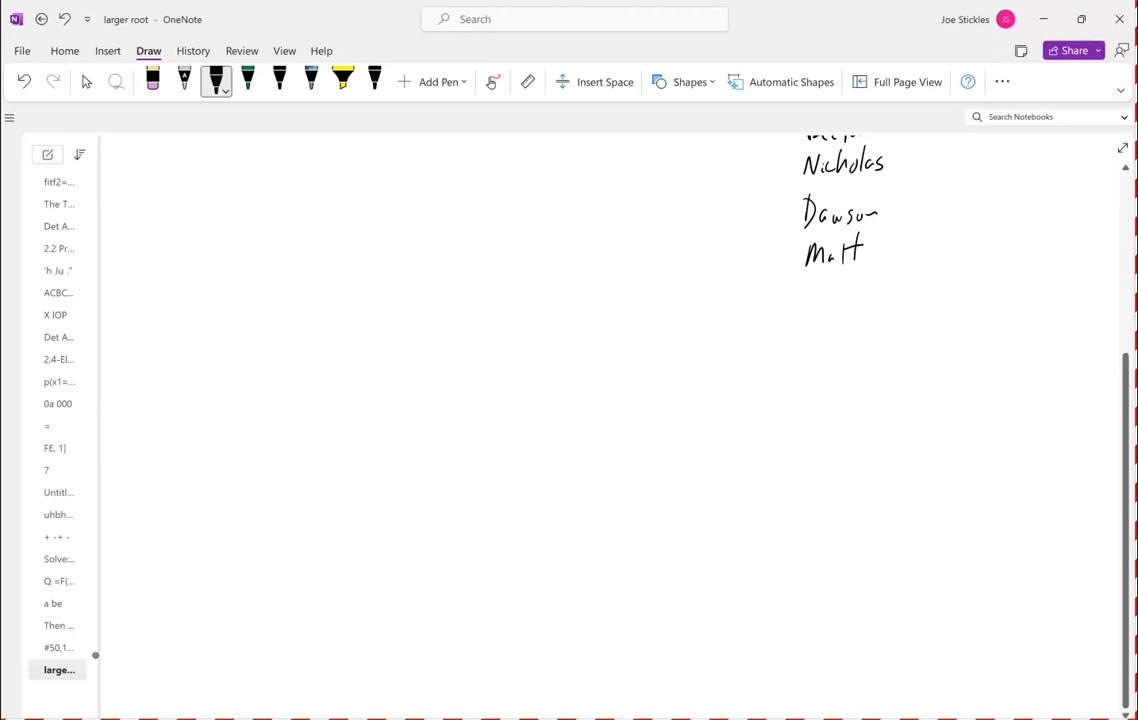 larger root - OneNote
Search
Joe Stickles
JS
File Home Insert Draw History Review View Help
Share
Add Pen
Insert Space
Shapes
Automatic Shapes
Full Page View
Search Notebooks
fitf2=...
The T...
Det A...
2.2 Pr...
'h Ju ."
ACBC...
X IOP
Det A...
2.4-El...
p(x1=...
0a 000
=
FE, 1]
7
Untitl...
uhbh...
+ -+ -
Solve:...
Q =F(...
a be
Then ...
#50,1...
large...
Nicholas
Dawson
Matt